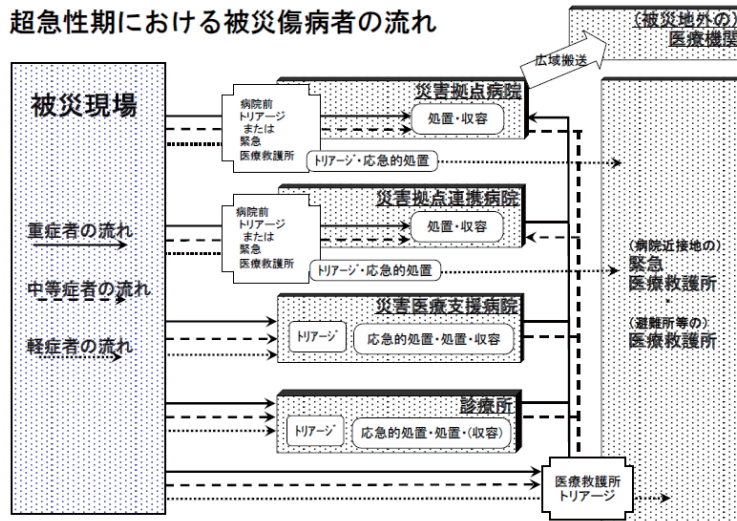 超急性期における被災傷病者の流れ
(被災地外の)
医療機関
広域搬送
被災現場
災害拠点病院
病院前
トリアージ
または
緊急
医療救護所
処置・収容
トリアージ・応急的処置
災害拠点連携病院
病院前
トリアージ
または
緊急
医療救護所
処置・収容
トリアージ・応急的処置
重症者の流れ
中等症者の流れ
軽症者の流れ
(病院近接地の)
緊急
医療救護所
・
(避難所等の)
医療救護所
災害医療支援病院
トリアージ
応急的処置・処置・収容
診療所
トリアージ
応急的処置・処置・(収容)
医療救護所
トリアージ